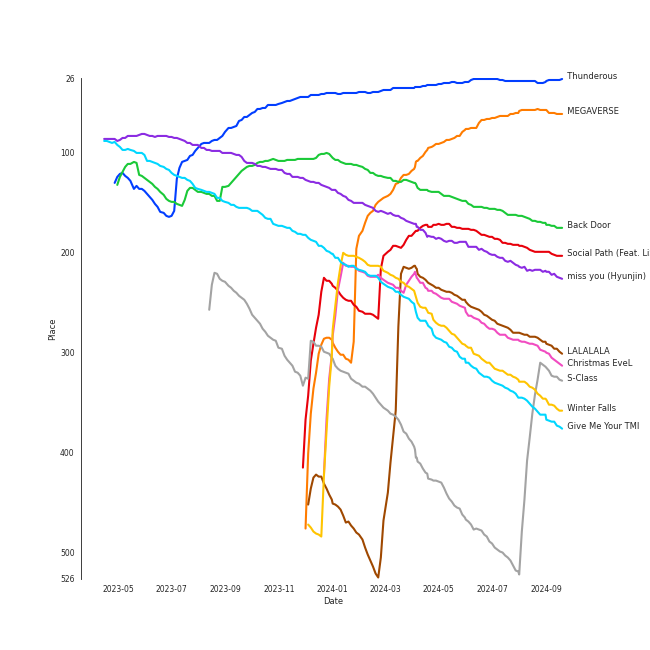 26
Thunderous
MEGAVERSE
100
Back Door
200
Social Path (Feat. Li
miss you (Hyunjin)
Place
300
LALALALA
Christmas EveL
S-Class
Winter Falls
400
Give Me Your TMI
500
526
2023-05
2023-07
2023-09
2023-11
2024-01
2024-03
2024-05
2024-07
2024-09
Date